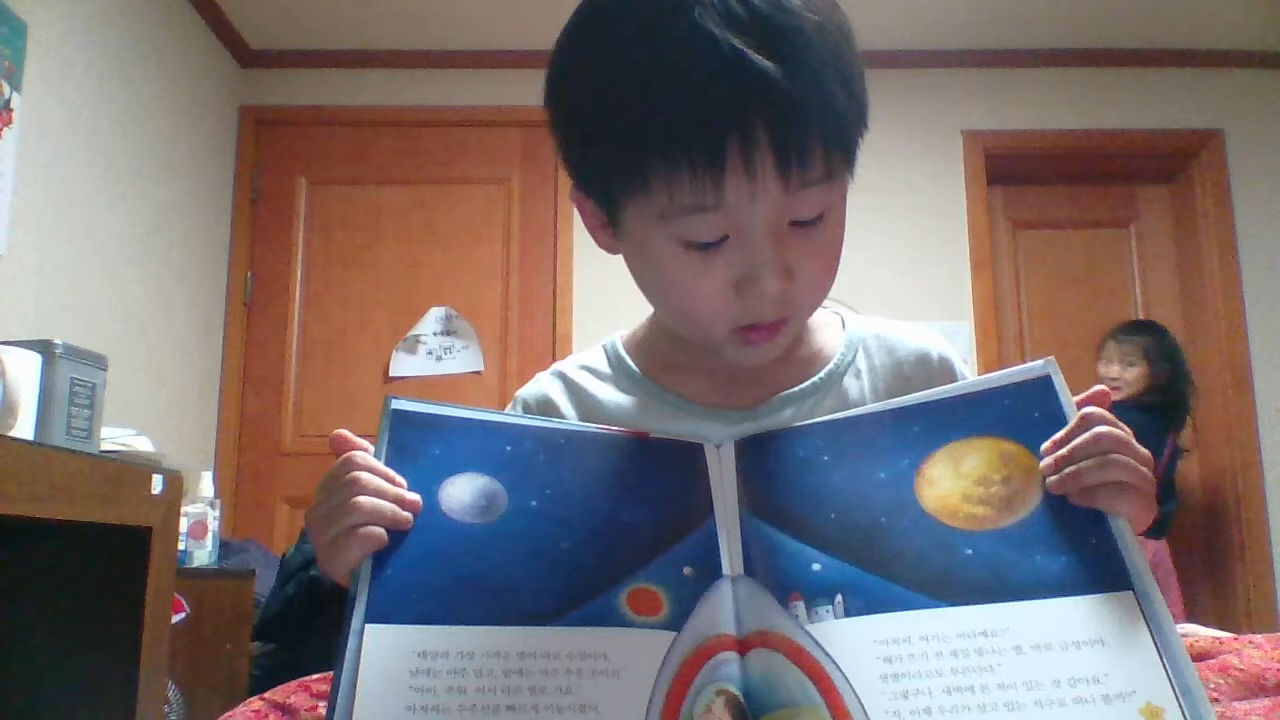 "태양과 가장 가까운 별이 바로 수성이야.
낮에는 아주 덥고, 밤에는 아주 추운 곳이지."
"아이, 추워. 어서 다른 별로 가요."
아저씨는 우주선을 빠르게 이동시켰어.
"아저씨, 여기는 어디예요?"
"해가 뜨기 전 제일 빛나는 별, 바로 금성이야.
샛별이라고도 부른단다."
"그렇구나. 새벽에 본 적이 있는 것 같아요."
"자, 이제 우리가 살고 있는 지구로 떠나 볼까?"